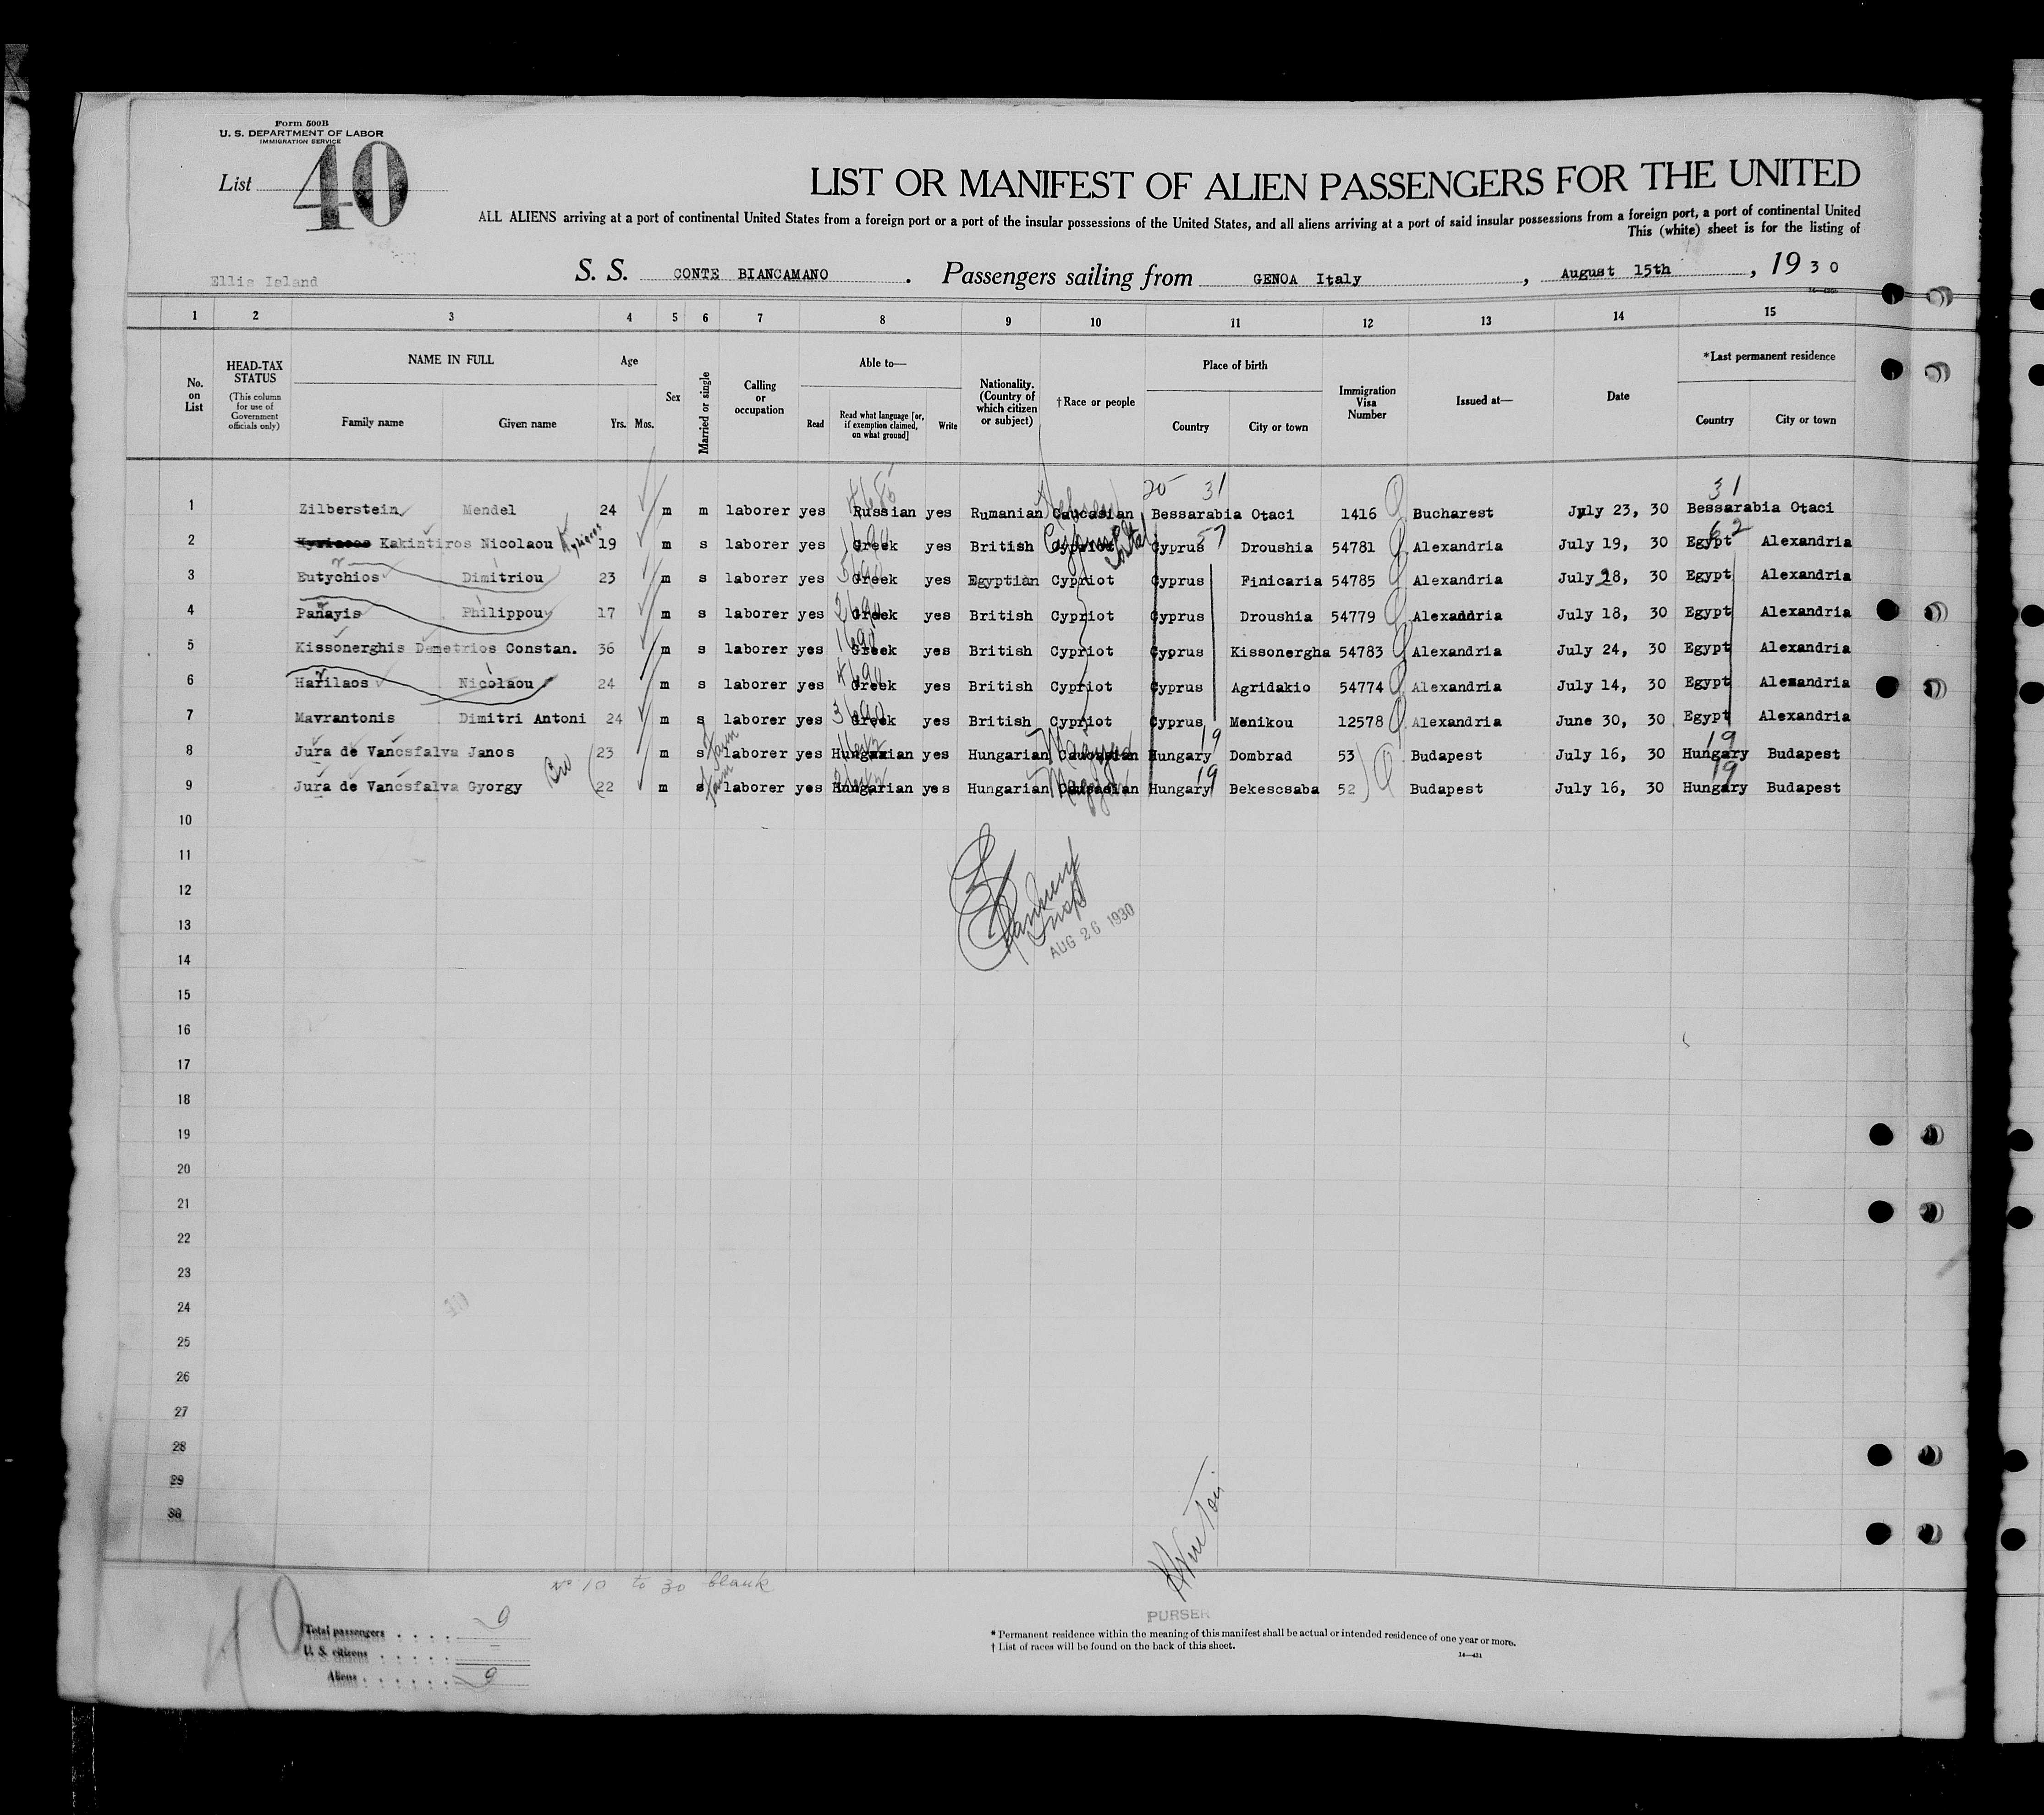 Form 500B
U. S. DEPARTMENT OF LABOR
IMMIGRATION SERVICE
List 40
LIST OR MANIFEST OF ALIEN PASSENGERS FOR THE UNITED
ALL ALIENS arriving at a port of continental United States from a foreign port or a port of the insular possessions of the United States, and all aliens arriving at a port of said insular possessions from a foreign port, a port of continental United
This (white) sheet is for the listing of
Ellis Island
S. S. CONTE BIANCAMANO. Passengers sailing from GENOA Italy, August 15th, 1930
1 2 3 4 5 6 7 8 9 10 11 12 13 14 15
No. on List
HEAD-TAX STATUS
(This column for use of Government officials only)
NAME IN FULL
Family name Given name
Age
Yrs. Mos.
Sex
Married or single
Calling or occupation
Able to—
Read
Read what language [or, if exemption claimed, on what ground]
Write
Nationality. (Country of which citizen or subject)
†Race or people
Place of birth
Country City or town
Immigration Visa Number
Issued at—
Date
*Last permanent residence
Country City or town
20 31 31
1 Zilberstein Mendel 24 m m laborer yes Russian yes Rumanian Caucasian Bessarabia Otaci 1416 Bucharest July 23, 30 Bessarabia Otaci
2 Kyriacos Kakintiros Nicolaou 19 m s laborer yes Greek yes British Cypriot Cyprus 57 Droushia 54781 Alexandria July 19, 30 Egypt 62 Alexandria
3 Eutychios Dimitriou 23 m s laborer yes Greek yes Egyptian Cypriot Cyprus Finicaria 54785 Alexandria July 28, 30 Egypt Alexandria
4 Panayis Philippou 17 m s laborer yes Greek yes British Cypriot Cyprus Droushia 54779 Alexandria July 18, 30 Egypt Alexandria
5 Kissonerghis Demetrios Constan. 36 m s laborer yes Greek yes British Cypriot Cyprus Kissonergha 54783 Alexandria July 24, 30 Egypt Alexandria
6 Harilaos Nicolaou 24 m s laborer yes Greek yes British Cypriot Cyprus Agridakio 54774 Alexandria July 14, 30 Egypt Alexandria
7 Mavrantonis Dimitri Antoni 24 m s laborer yes Greek yes British Cypriot Cyprus Menikou 12578 Alexandria June 30, 30 Egypt Alexandria
8 Jura de Vancsfalva Janos 23 m s laborer yes Hungarian yes Hungarian Caucasian Magyar Hungary 19 Dombrad 53 Budapest July 16, 30 Hungary 19 Budapest
9 Jura de Vancsfalva Gyorgy Bro 22 m s laborer yes Hungarian yes Hungarian Caucasian Magyar Hungary 19 Bekescsaba 52 Budapest July 16, 30 Hungary 19 Budapest
10
11
12
Insp
13
AUG 26 1930
14
15
16
17
18
19
20
21
22
23
24
25
26
27
28
29
30
No 10 to 30 blank
40
Total passengers 9
U. S. citizens =
Aliens 9
PURSER
* Permanent residence within the meaning of this manifest shall be actual or intended residence of one year or more.
† List of races will be found on the back of this sheet.
14—431